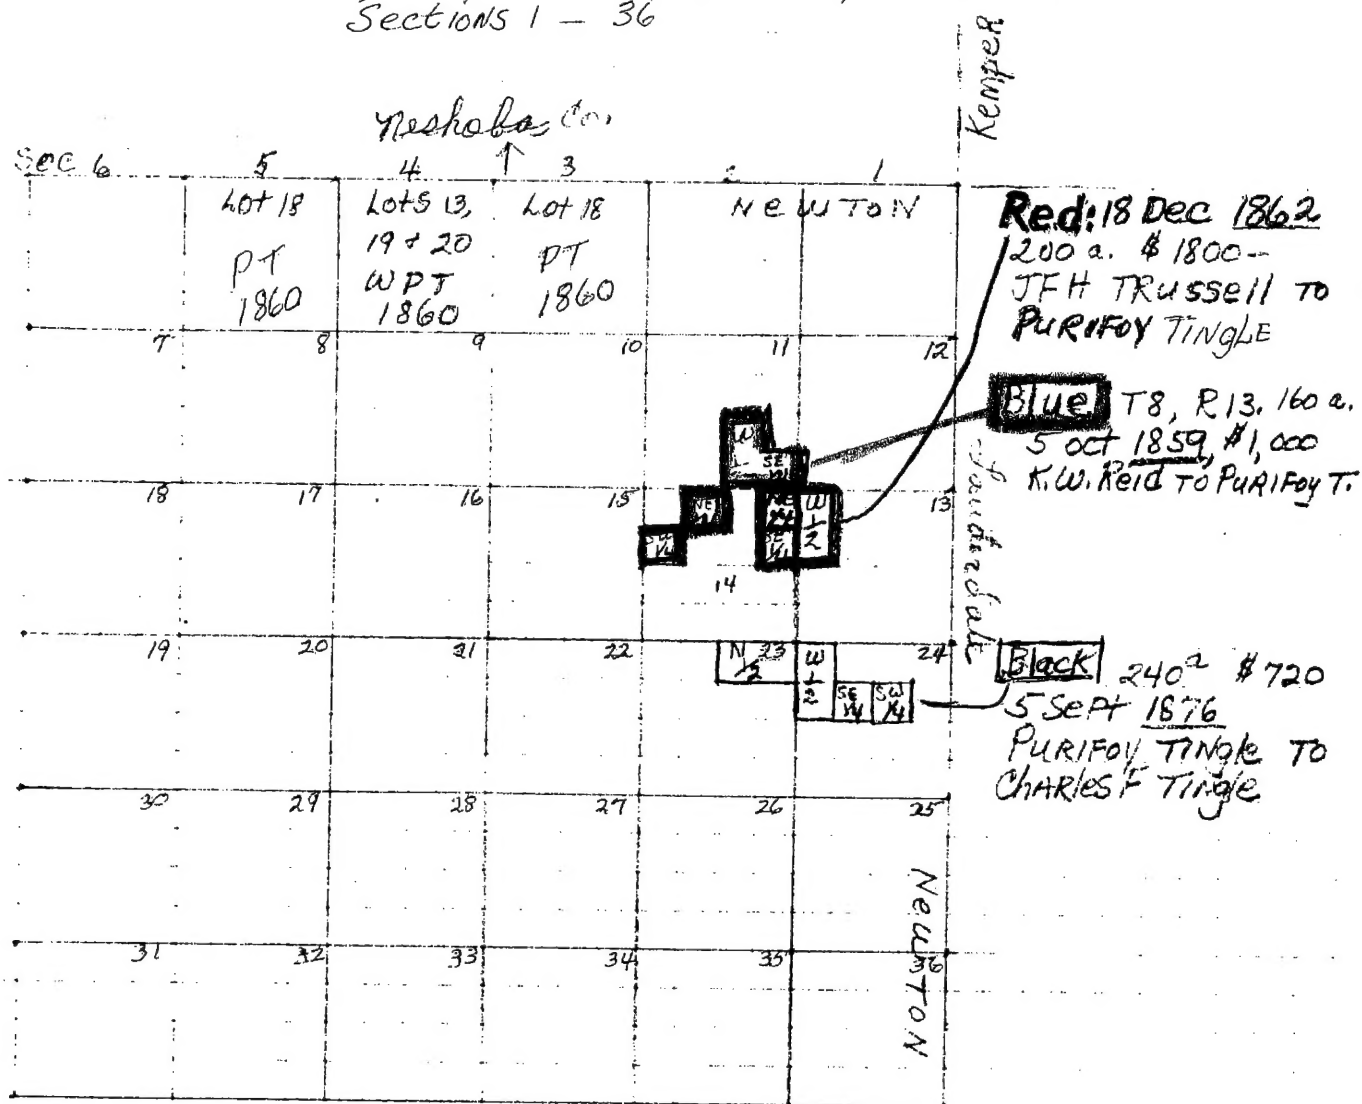 Sections 1 – 36
Kemper
Neshoba Co.
↑
Sec 6 5 4 3 2 1
Lot 18 Lots 13, Lot 18 NEWTON
19 + 20
PT WPT PT
1860 1860 1860
Red: 18 Dec 1862
200 a. $1800--
JFH TRussell TO
PURIFOY TINGLE
7 8 9 10 11 12
Blue T8, R13. 160 a.
5 oct 1859, $1,000
K.W. Reid TO PURIFOY T.
W
1 SE
1/4
18 17 16 15 13
NE NE W
1/4 1/4 1/2
SW SE
1/4 1/4
14
Lauderdale
19 20 21 22 23 24
N W
1/2 1/2
SE SW
1/4 1/4
Black 240 a $720
5 Sept 1876
PURIFOY TINGLE TO
CHARLES F TINGLE
30 29 28 27 26 25
NEWTON
31 32 33 34 35 36